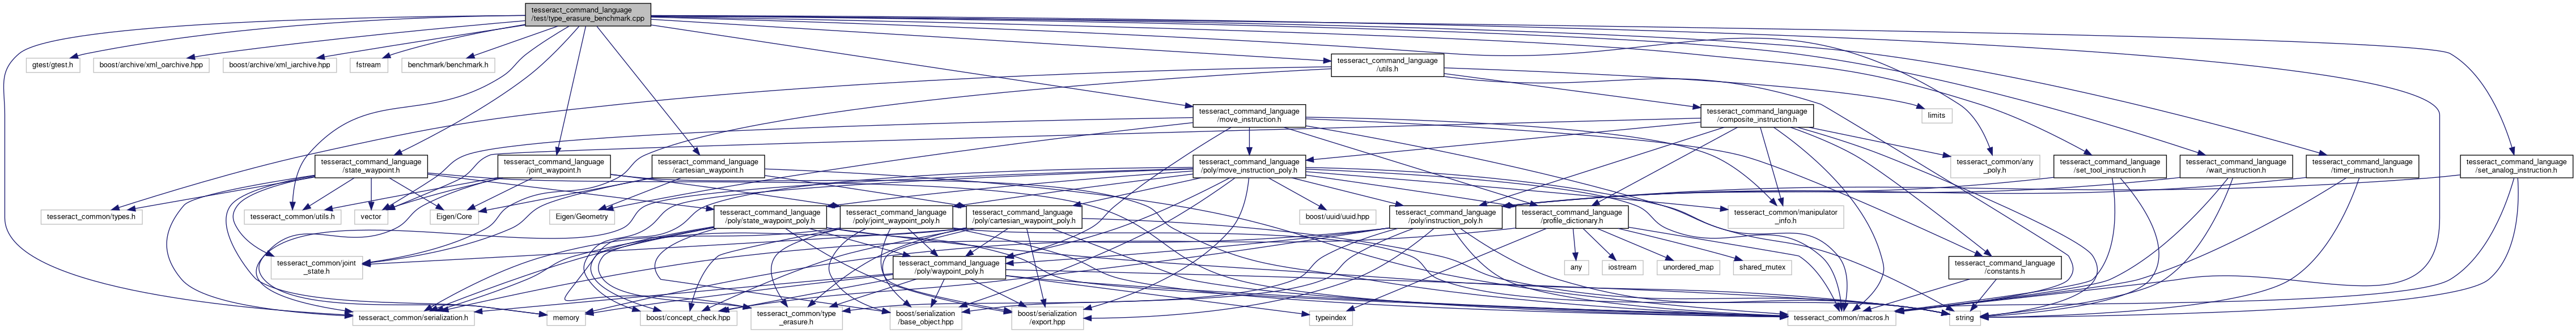 tesseract_command_language
/test/type_erasure_benchmark.cpp
gtest/gtest.h
boost/archive/xml_oarchive.hpp
boost/archive/xml_iarchive.hpp
fstream
benchmark/benchmark.h
tesseract_command_language
/utils.h
tesseract_command_language
/move_instruction.h
tesseract_command_language
/composite_instruction.h
limits
tesseract_command_language
/state_waypoint.h
tesseract_command_language
/joint_waypoint.h
tesseract_command_language
/cartesian_waypoint.h
tesseract_command_language
/poly/move_instruction_poly.h
tesseract_common/any
_poly.h
tesseract_command_language
/set_tool_instruction.h
tesseract_command_language
/wait_instruction.h
tesseract_command_language
/timer_instruction.h
tesseract_command_language
/set_analog_instruction.h
tesseract_common/types.h
tesseract_common/utils.h
vector
Eigen/Core
Eigen/Geometry
tesseract_command_language
/poly/state_waypoint_poly.h
tesseract_command_language
/poly/joint_waypoint_poly.h
tesseract_command_language
/poly/cartesian_waypoint_poly.h
boost/uuid/uuid.hpp
tesseract_command_language
/poly/instruction_poly.h
tesseract_command_language
/profile_dictionary.h
tesseract_common/manipulator
_info.h
tesseract_common/joint
_state.h
tesseract_command_language
/poly/waypoint_poly.h
any
iostream
unordered_map
shared_mutex
tesseract_command_language
/constants.h
tesseract_common/serialization.h
memory
boost/concept_check.hpp
tesseract_common/type
_erasure.h
boost/serialization
/base_object.hpp
boost/serialization
/export.hpp
typeindex
tesseract_common/macros.h
string